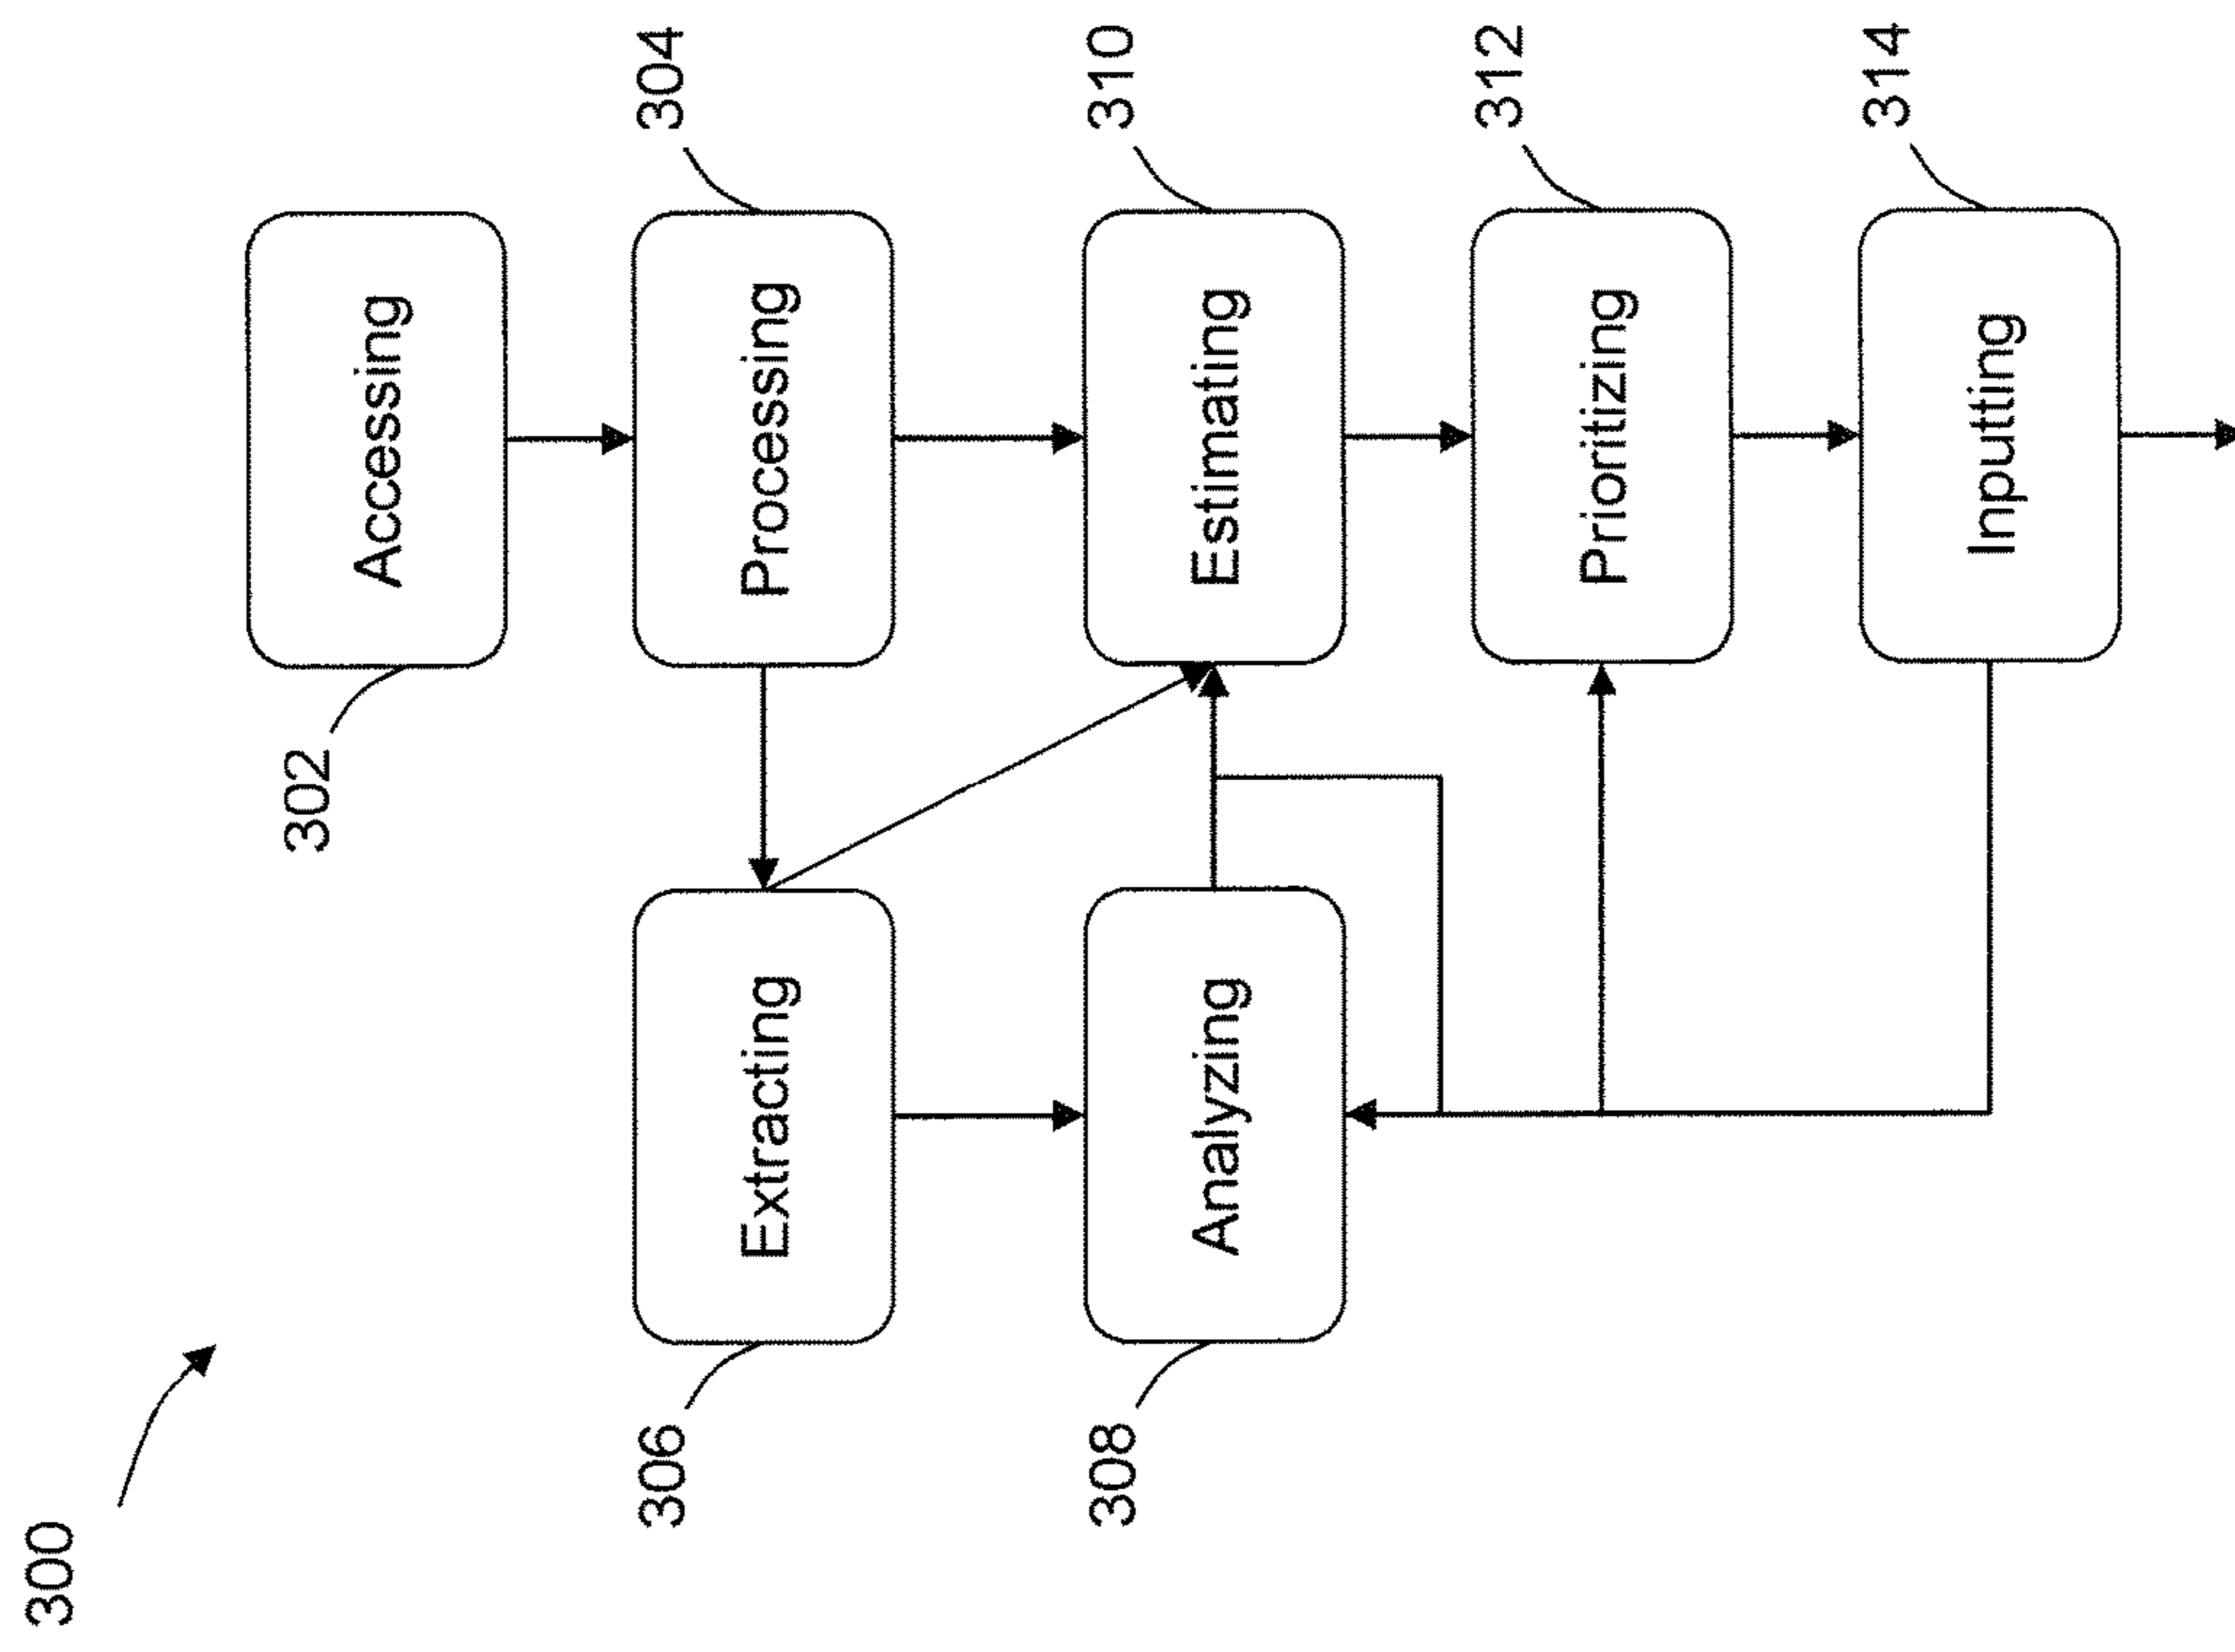 300
302
Accessing
304
Processing
306
Extracting
308
Analyzing
310
Estimating
312
Prioritizing
314
Inputting